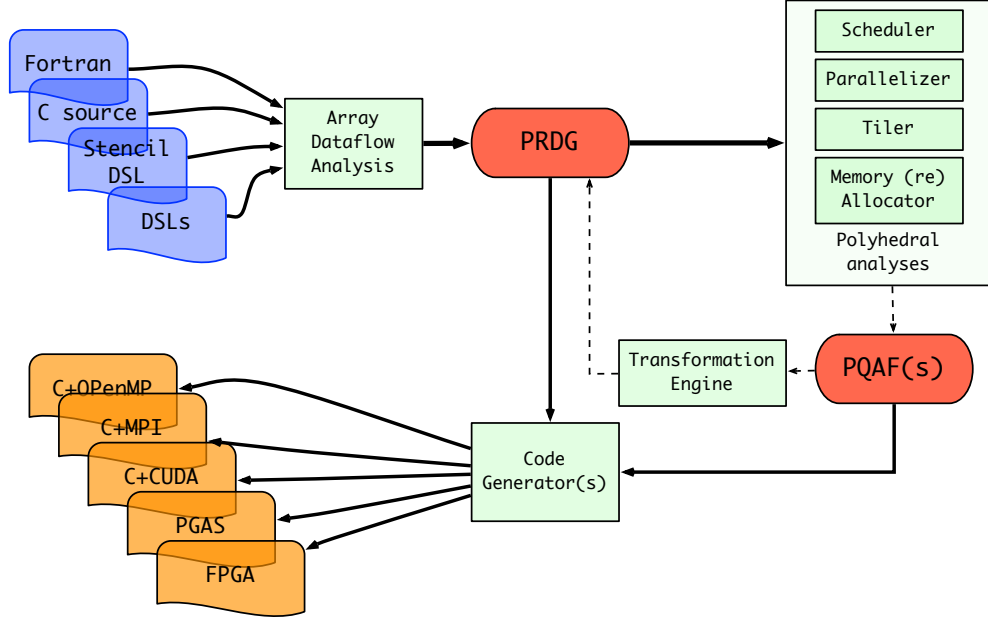 Fortran
C source
Stencil
DSL
DSLs
Array
Dataflow
Analysis
PRDG
Scheduler
Parallelizer
Tiler
Memory (re)
Allocator
Polyhedral
analyses
PQAF(s)
Transformation
Engine
Code
Generator(s)
C+OPenMP
C+MPI
C+CUDA
PGAS
FPGA